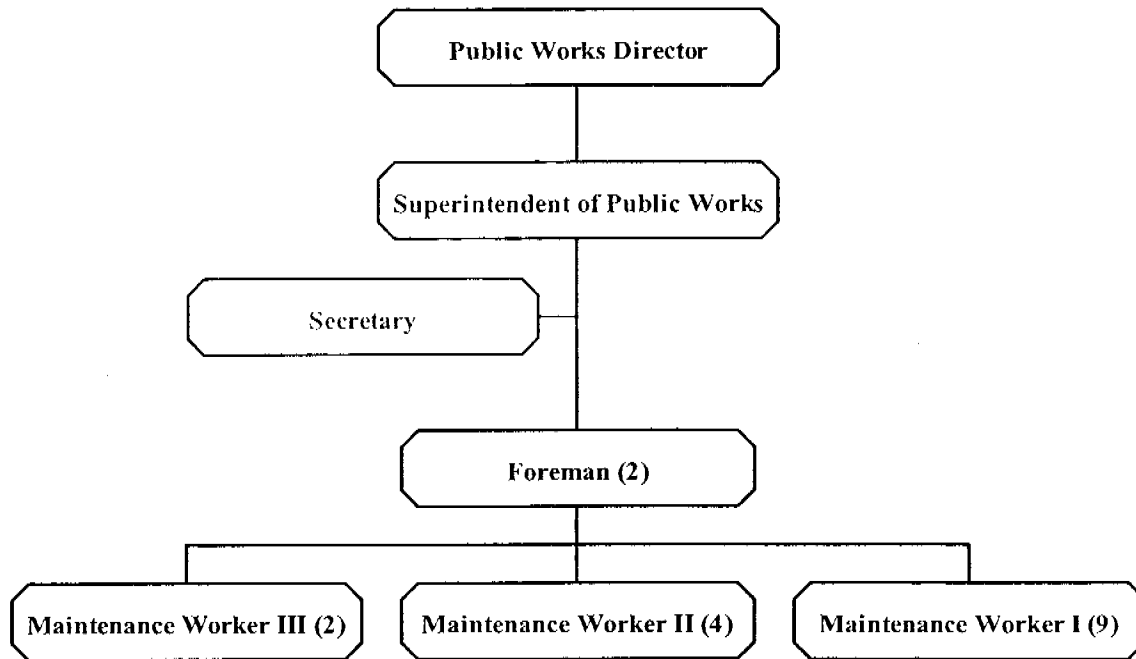 Public Works Director
Superintendent of Public Works
Secretary
Foreman (2)
Maintenance Worker III (2)
Maintenance Worker II (4)
Maintenance Worker I (9)